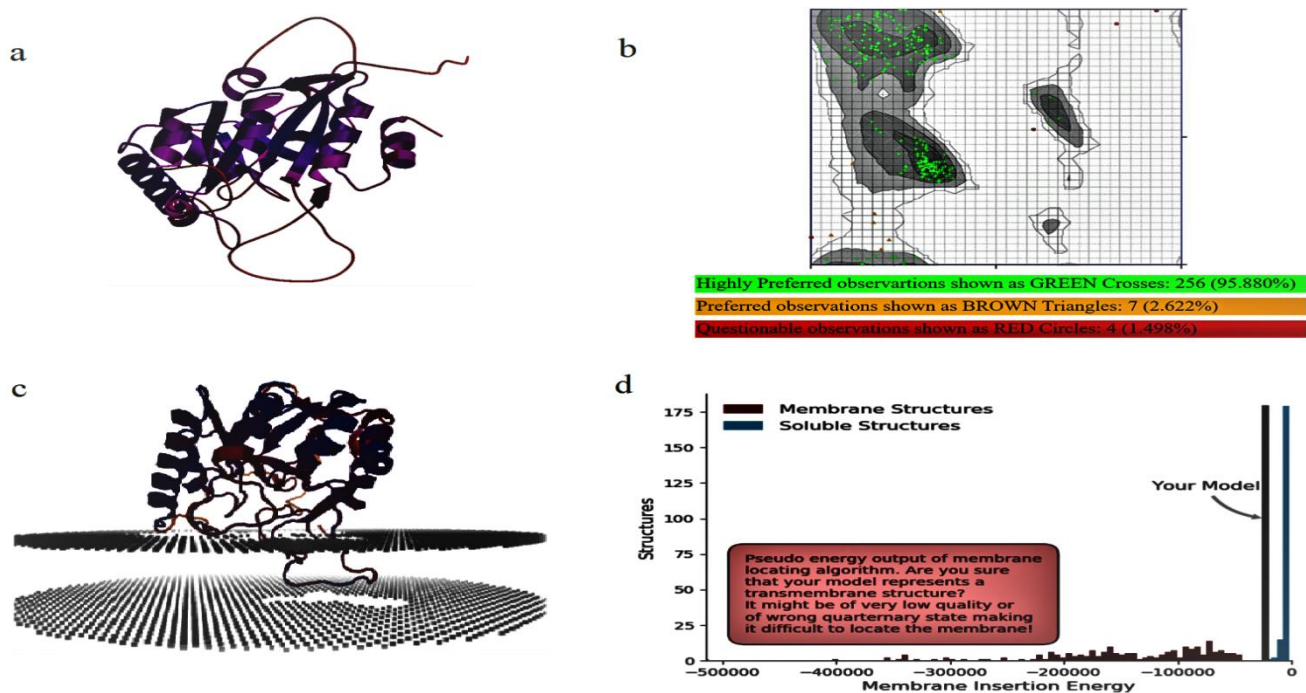 a
b
Highly Preferred observartions shown as GREEN Crosses: 256 (95.880%)
Preferred observations shown as BROWN Triangles: 7 (2.622%)
Questionable observations shown as RED Circles: 4 (1.498%)
c
d
175
150
125
100
75
50
25
0
Structures
Membrane Structures
Soluble Structures
Your Model
Pseudo energy output of membrane
locating algorithm. Are you sure
that your model represents a
transmembrane structure?
It might be of very low quality or
of wrong quarternary state making
it difficult to locate the membrane!
-500000 -400000 -300000 -200000 -100000 0
Membrane Insertion Energy